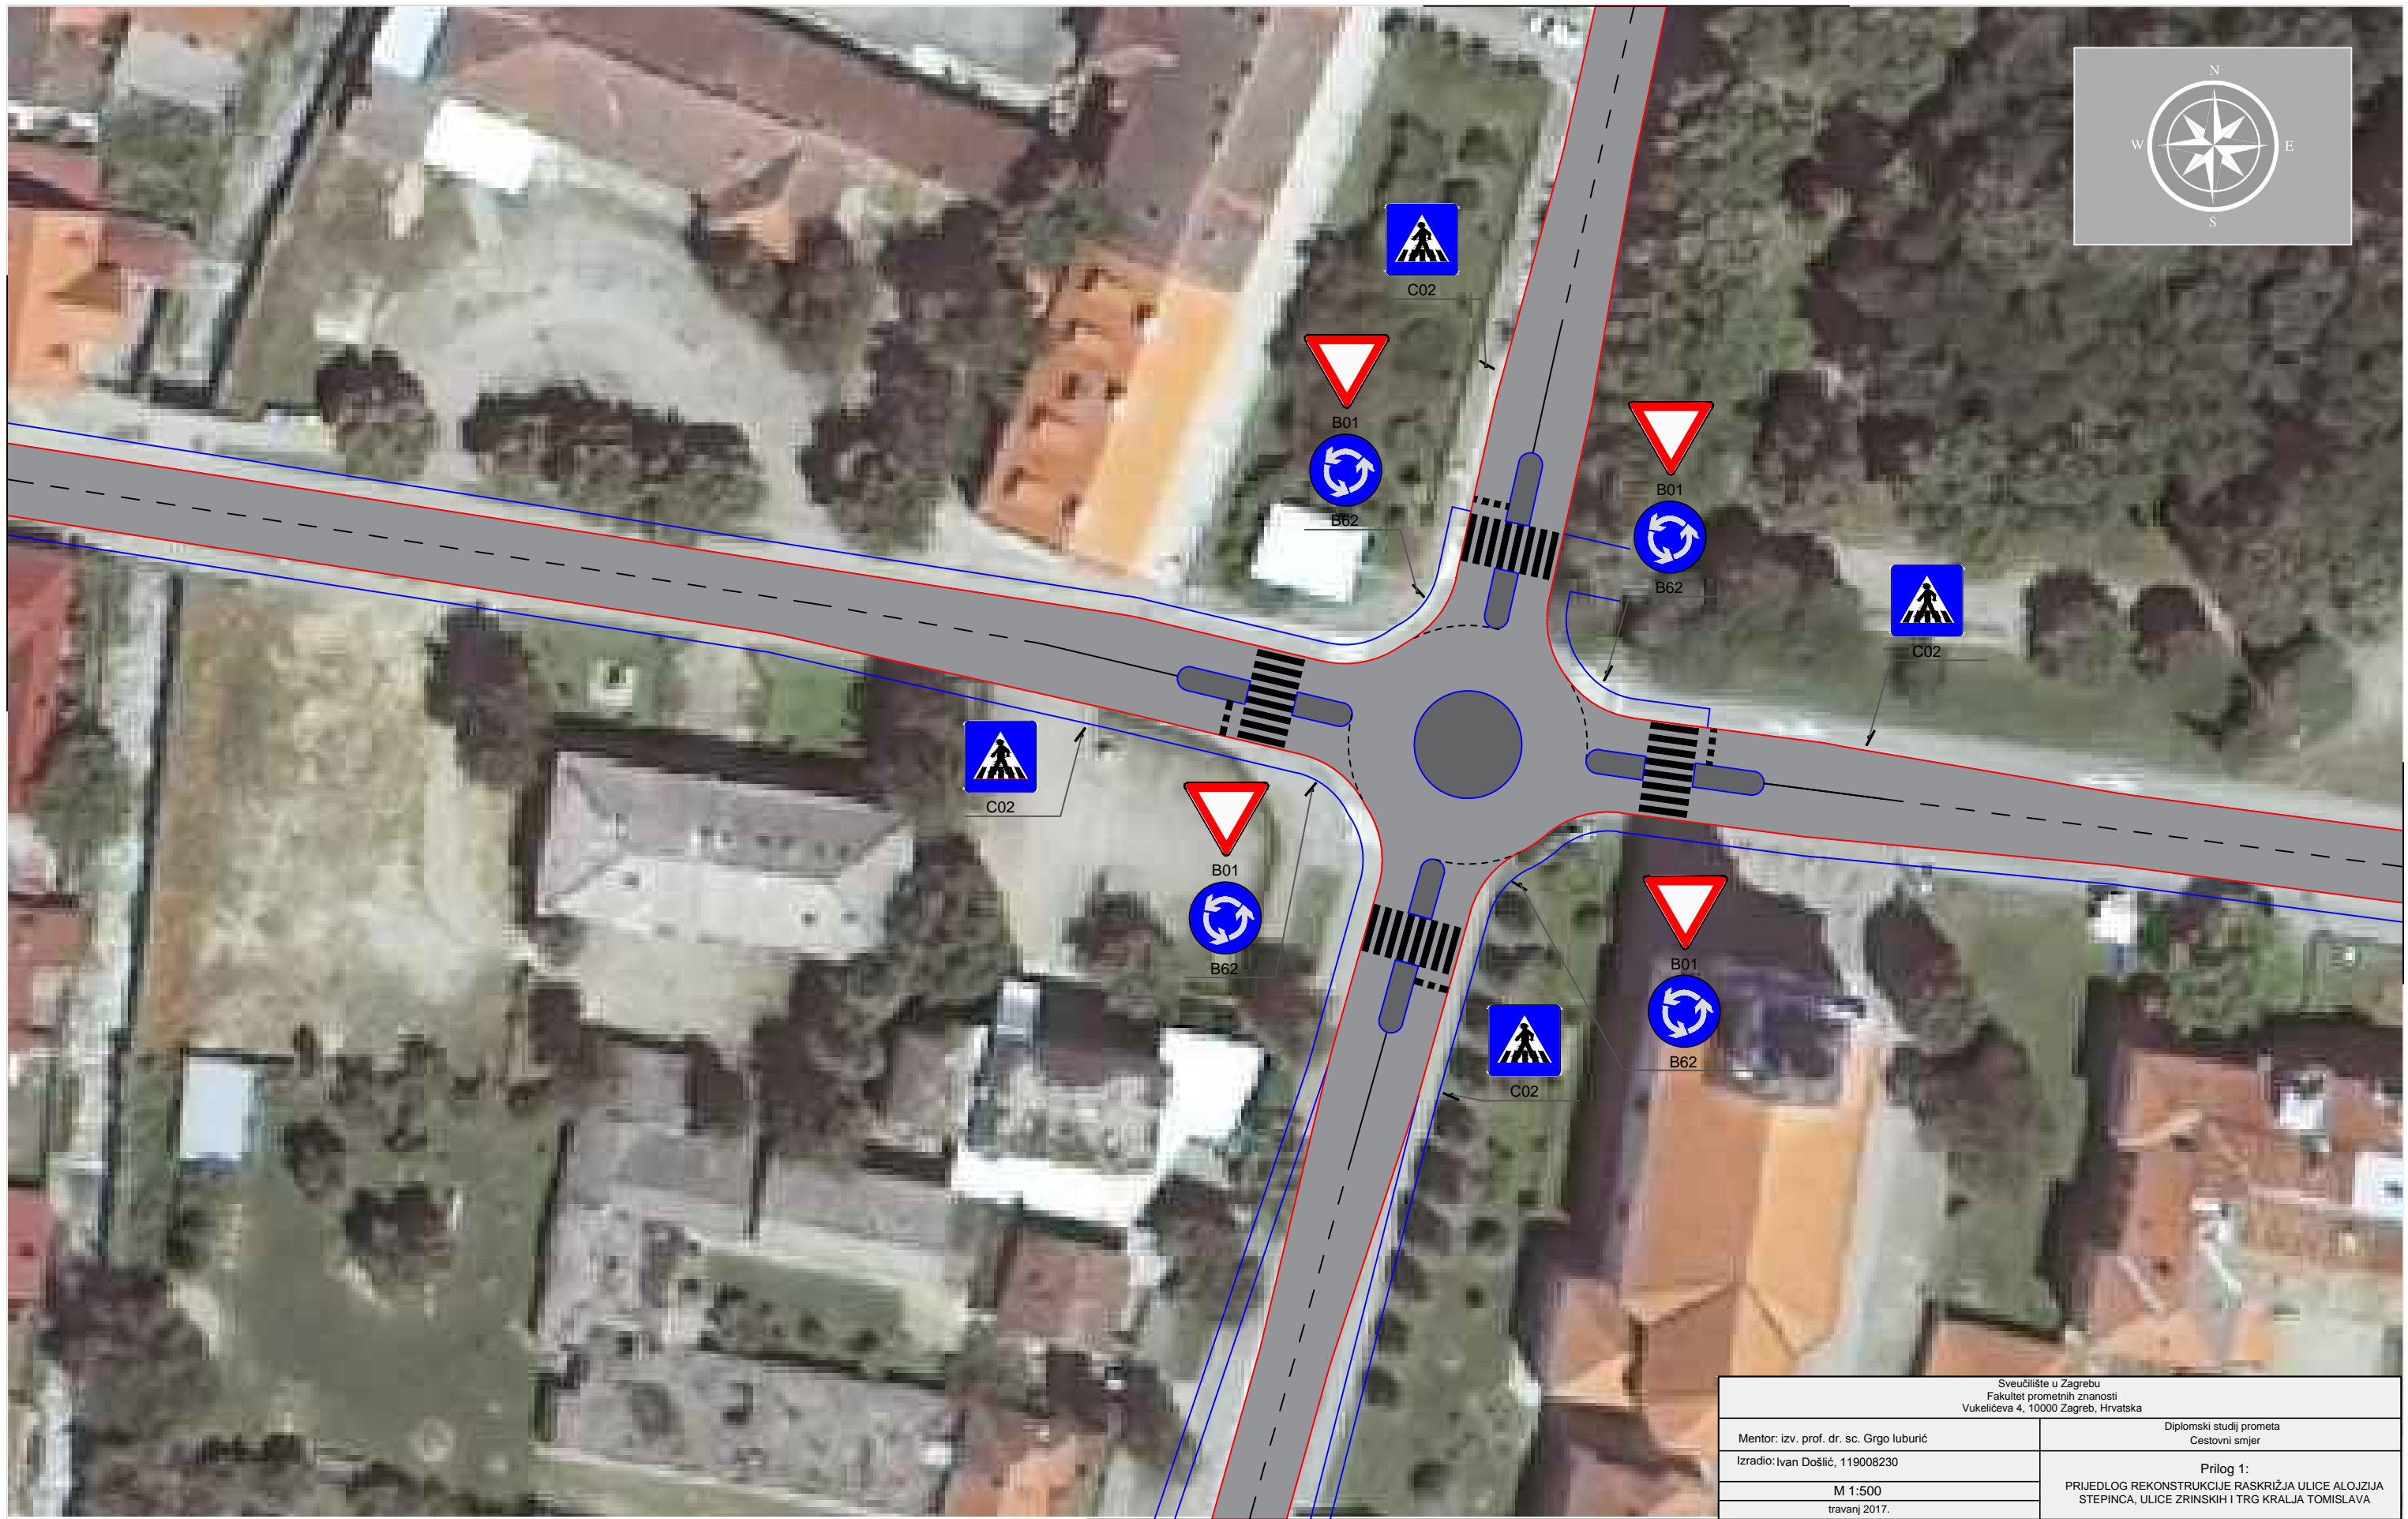 N
W
E
S
C02
B01
B62
B01
B62
C02
C02
B01
B62
B01
B62
C02
Sveučilište u Zagrebu
Fakultet prometnih znanosti
Vukelićeva 4, 10000 Zagreb, Hrvatska
Mentor: izv. prof. dr. sc. Grgo luburić
Diplomski studij prometa
Cestovni smjer
Izradio: Ivan Došlić, 119008230
M 1:500
travanj 2017.
Prilog 1:
PRIJEDLOG REKONSTRUKCIJE RASKRIŽJA ULICE ALOJZIJA
STEPINCA, ULICE ZRINSKIH I TRG KRALJA TOMISLAVA